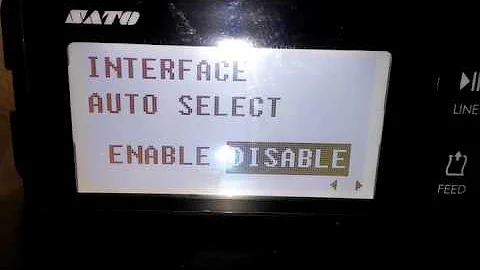 SATO
INTERFACE
AUTO SELECT
ENABLE DISABLE
LINE
FEED